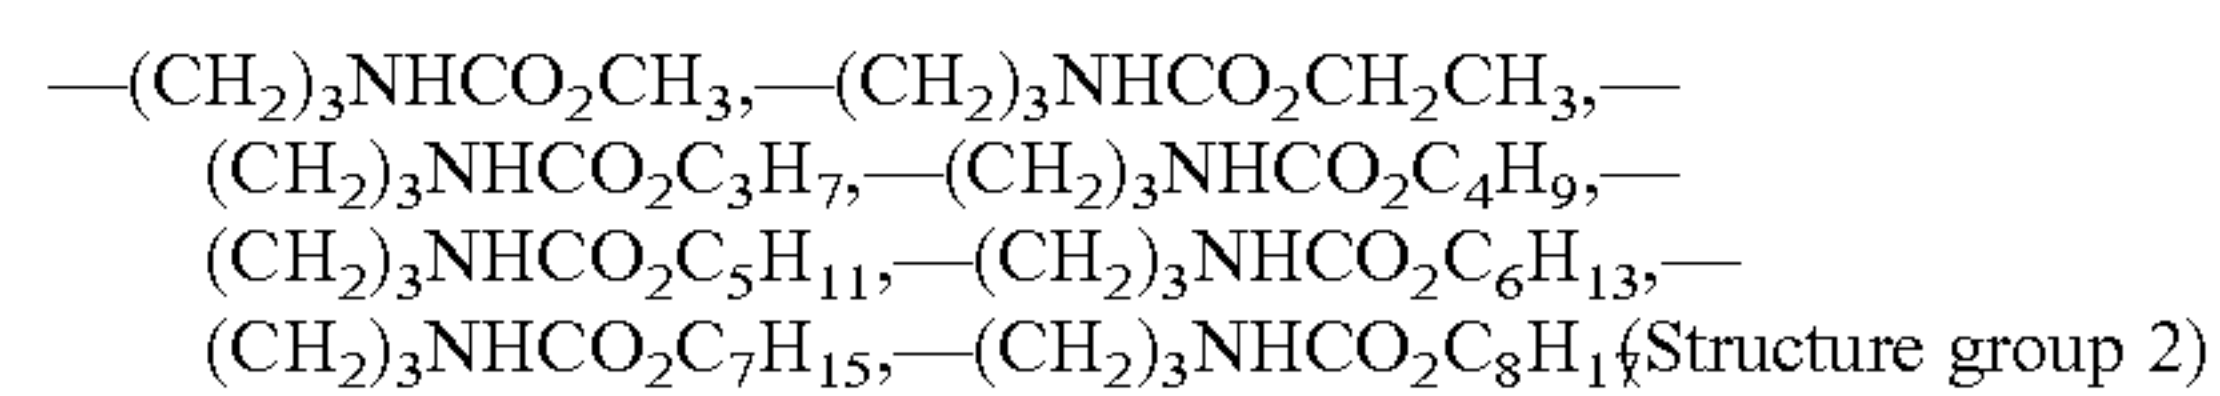 —(CH₂)₃NHCO₂CH₃,—(CH₂)₃NHCO₂CH₂CH₃,—
(CH₂)₃NHCO₂C₃H₇,—(CH₂)₃NHCO₂C₄H₉,—
(CH₂)₃NHCO₂C₅H₁₁,—(CH₂)₃NHCO₂C₆H₁₃,—
(CH₂)₃NHCO₂C₇H₁₅,—(CH₂)₃NHCO₂C₈H₁₇(Structure group 2)